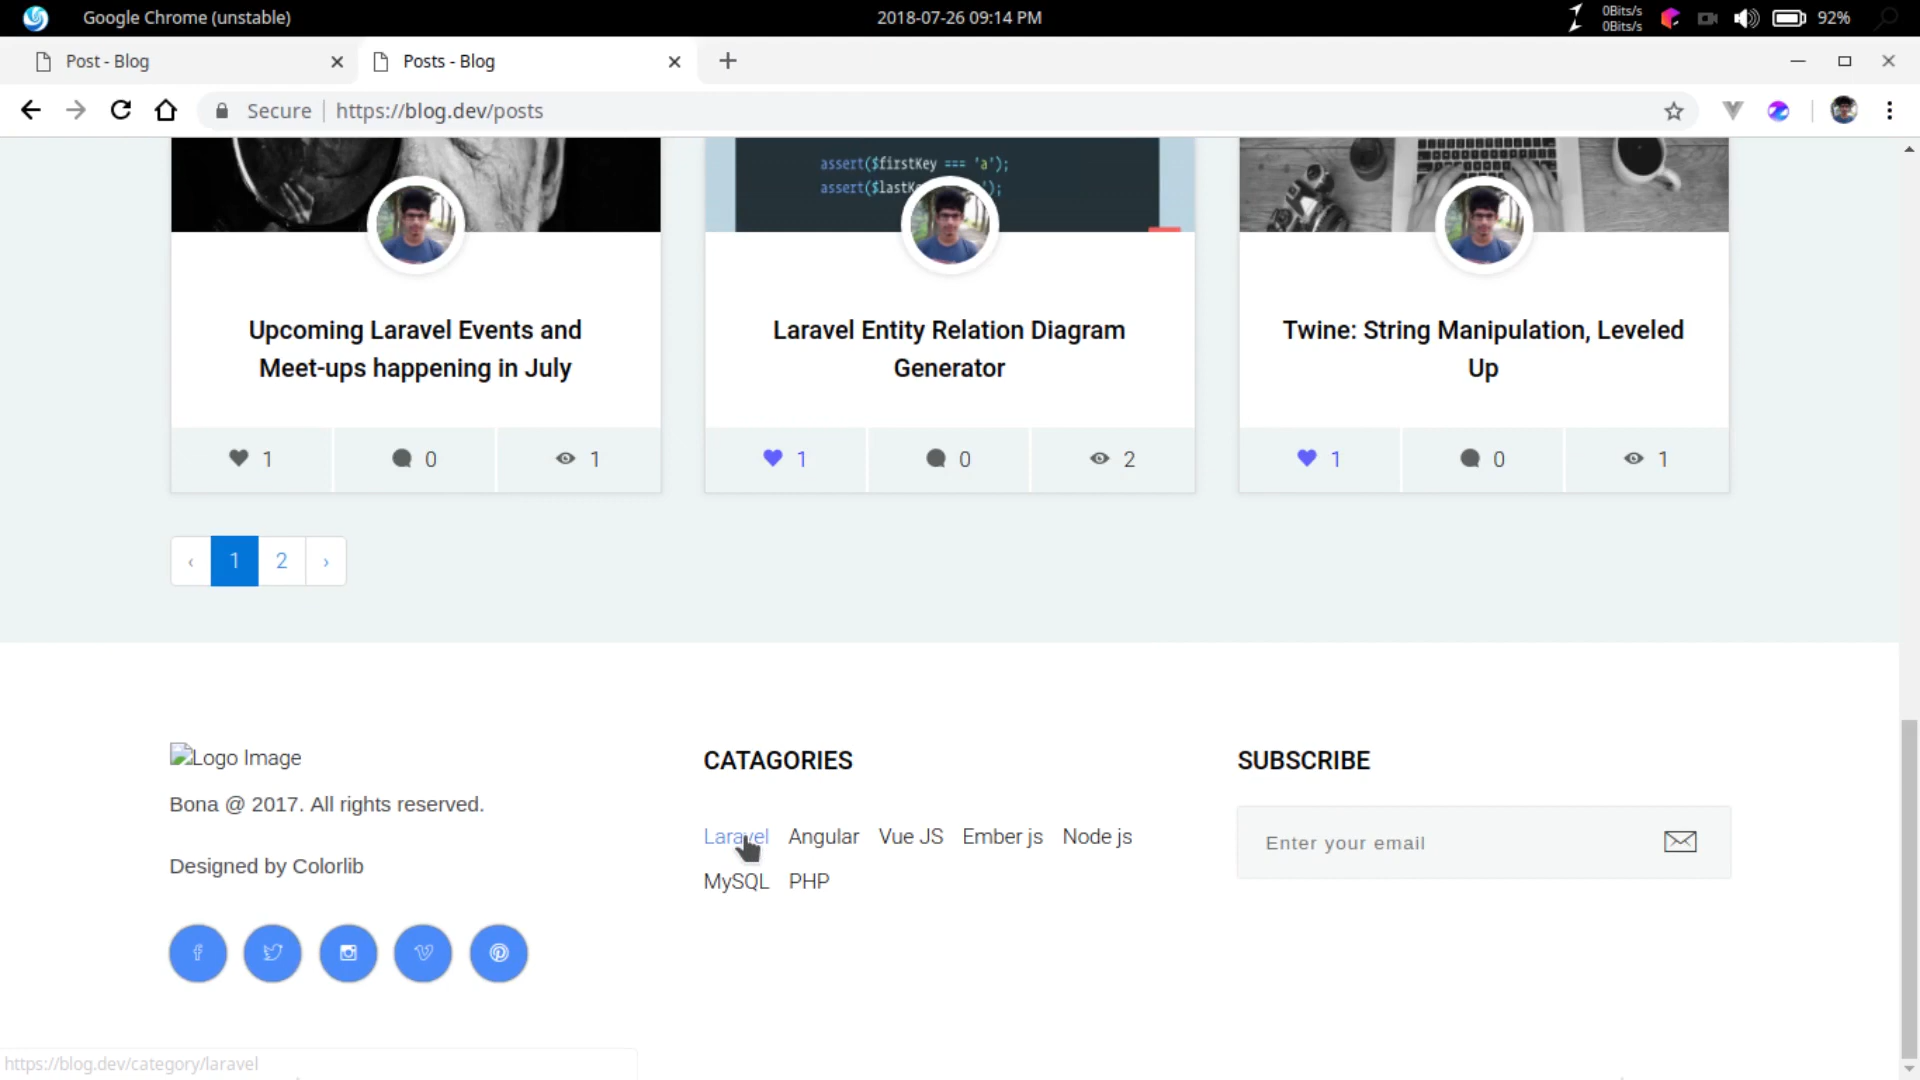 Google Chrome (unstable)
2018-07-26 09:14 PM
0Bits/s
0Bits/s
92%
Post - Blog
Posts - Blog
Secure
https://blog.dev/posts
assert($firstKey === 'a');
assert($lastK
');
Upcoming Laravel Events and
Meet-ups happening in July
Laravel Entity Relation Diagram
Generator
Twine: String Manipulation, Leveled
Up
1 0 1
1 0 2
1 0 1
‹ 1 2 ›
Logo Image
Bona @ 2017. All rights reserved.
Designed by Colorlib
CATAGORIES
Laravel Angular Vue JS Ember js Node js
MySQL PHP
SUBSCRIBE
Enter your email
https://blog.dev/category/laravel